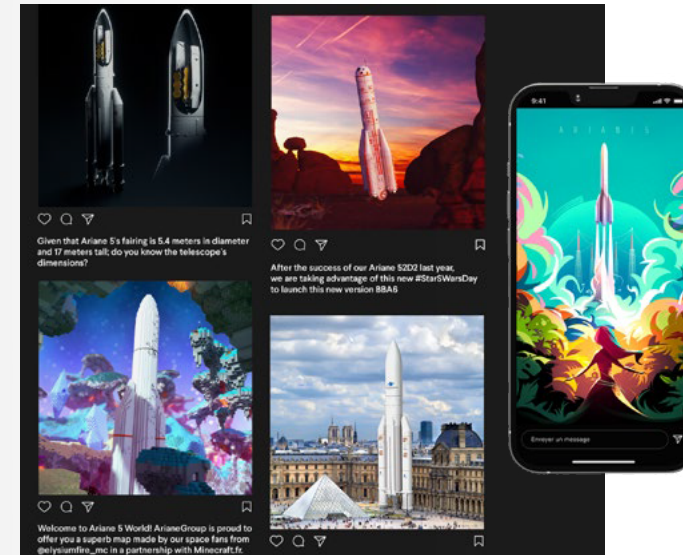 Given that Ariane 5's fairing is 5.4 meters in diameter
and 17 meters tall; do you know the telescope's
dimensions?
After the success of our Ariane 52D2 last year,
we are taking advantage of this new #Star5WarsDay
to launch this new version BBA6
Welcome to Ariane 5 World! ArianeGroup is proud to
offer you a superb map made by our space fans from
@elysiumfire_mc in a partnership with Minecraft.fr.
9:41
ARIANE 6
Envoyer un message